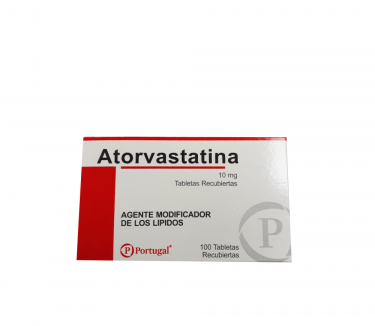 Atorvastatina
10 mg
Tabletas Recubiertas
AGENTE MODIFICADOR
DE LOS LIPIDOS
P Portugal®
100 Tabletas
Recubiertas
P